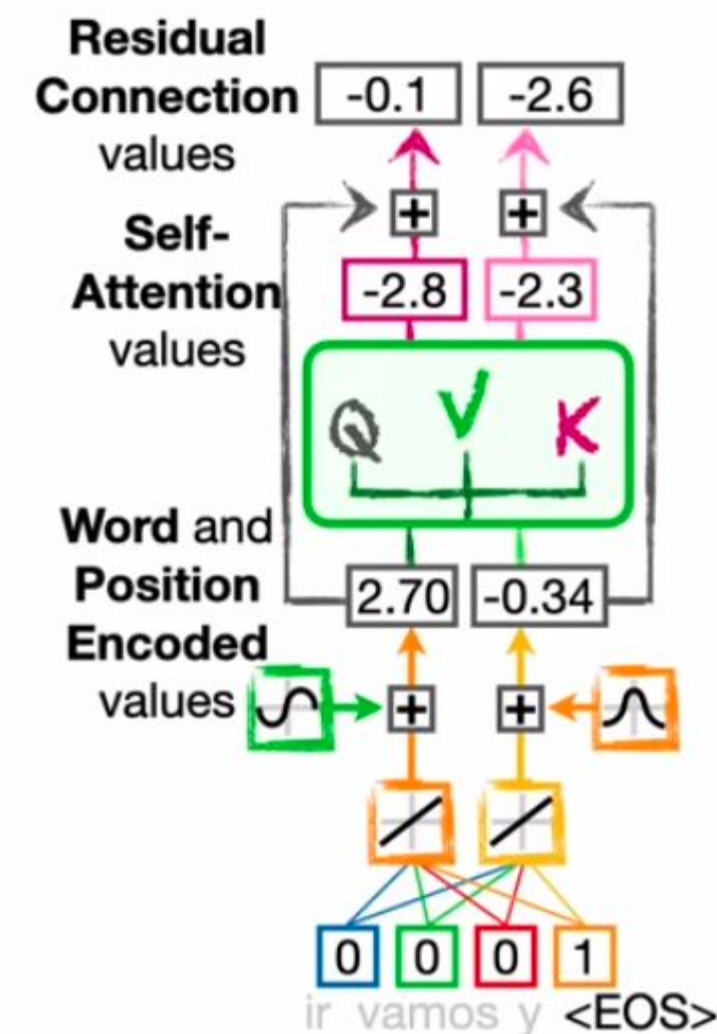 Residual
Connection
values
-0.1 -2.6
+ +
Self-
Attention
values
-2.8 -2.3
Q V K
Word and
Position
Encoded
values
2.70 -0.34
+ +
0 0 0 1
ir vamos y <EOS>